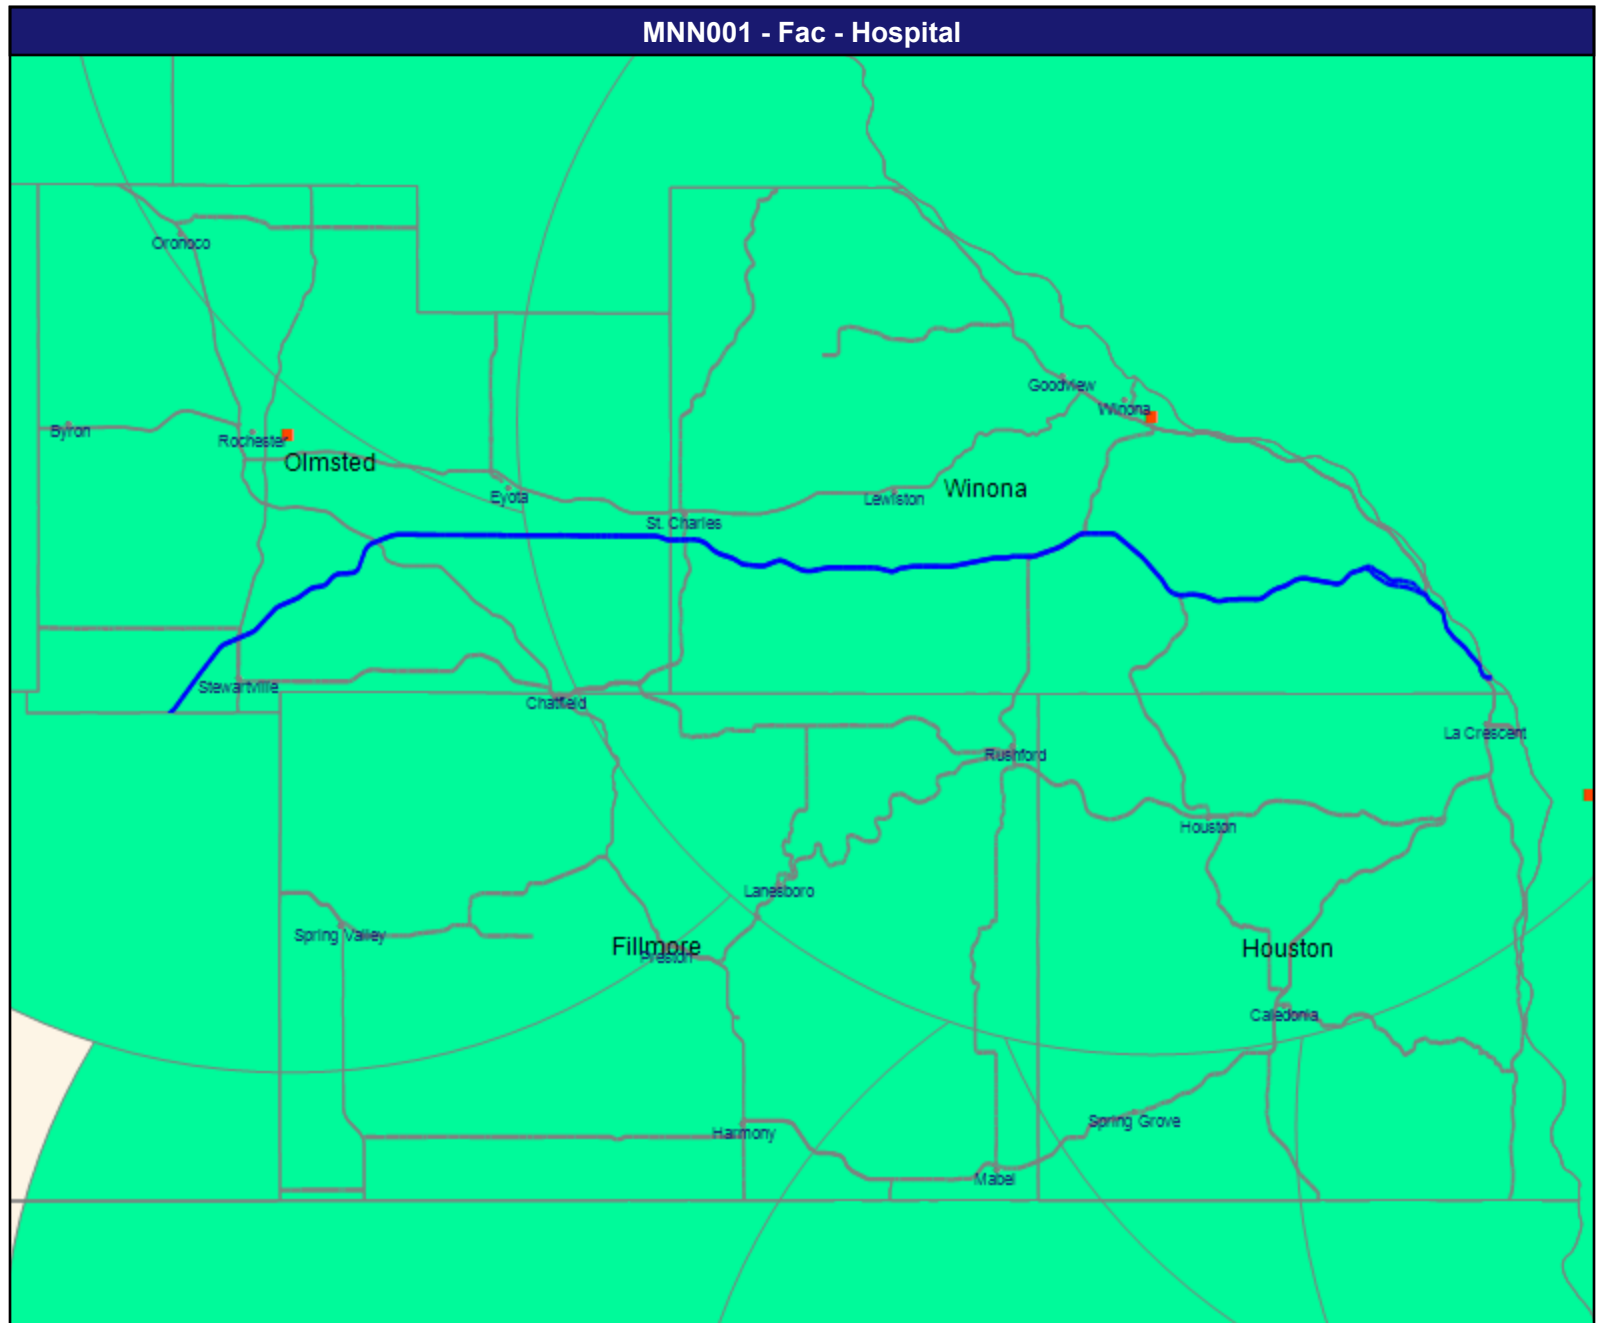 MNN001 - Fac - Hospital
Oronoco
Goodview
Winona
Byron
Rochester
Olmsted
Eyota
Lewiston
Winona
St. Charles
Stewartville
Chatfield
La Crescent
Rushford
Houston
Lanesboro
Spring Valley
Fillmore
Preston
Houston
Caledonia
Spring Grove
Harmony
Mabel